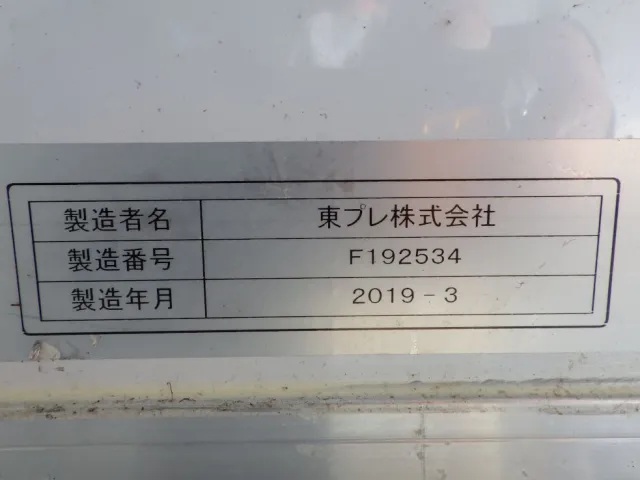 製造者名 東プレ株式会社
製造番号 F192534
製造年月 2019-3